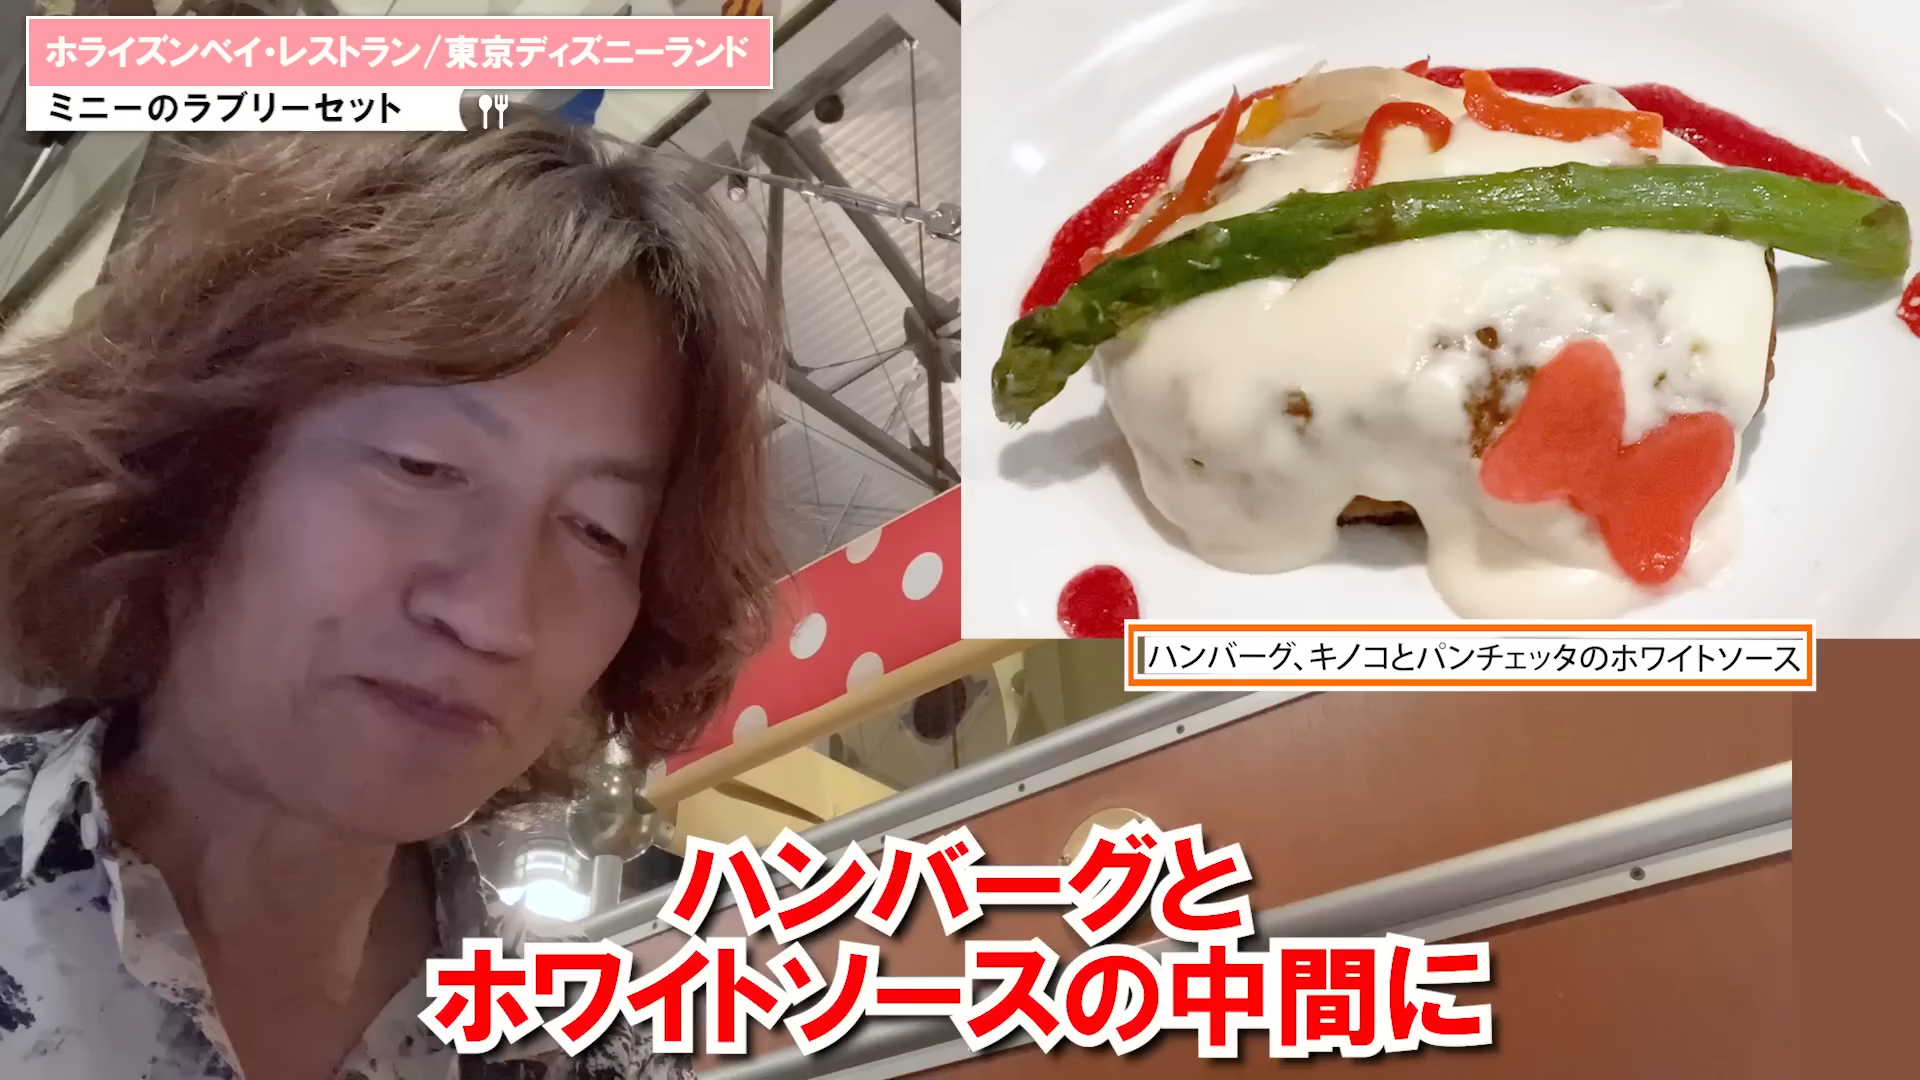 ホライズンベイ・レストラン/東京ディズニーランド
ミニーのラブリーセット
ハンバーグ、キノコとパンチェッタのホワイトソース
ハンバーグと
ホワイトソースの中間に